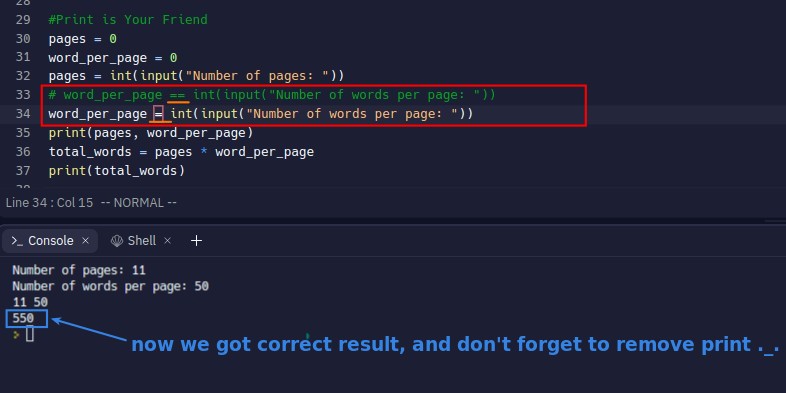 29 #Print is Your Friend
30 pages = 0
31 word_per_page = 0
32 pages = int(input("Number of pages: "))
33 # word_per_page == int(input("Number of words per page: "))
34 word_per_page = int(input("Number of words per page: "))
35 print(pages, word_per_page)
36 total_words = pages * word_per_page
37 print(total_words)
Line 34 : Col 15 -- NORMAL --
>_ Console × Shell × +
Number of pages: 11
Number of words per page: 50
11 50
550
now we got correct result, and don't forget to remove print ._.